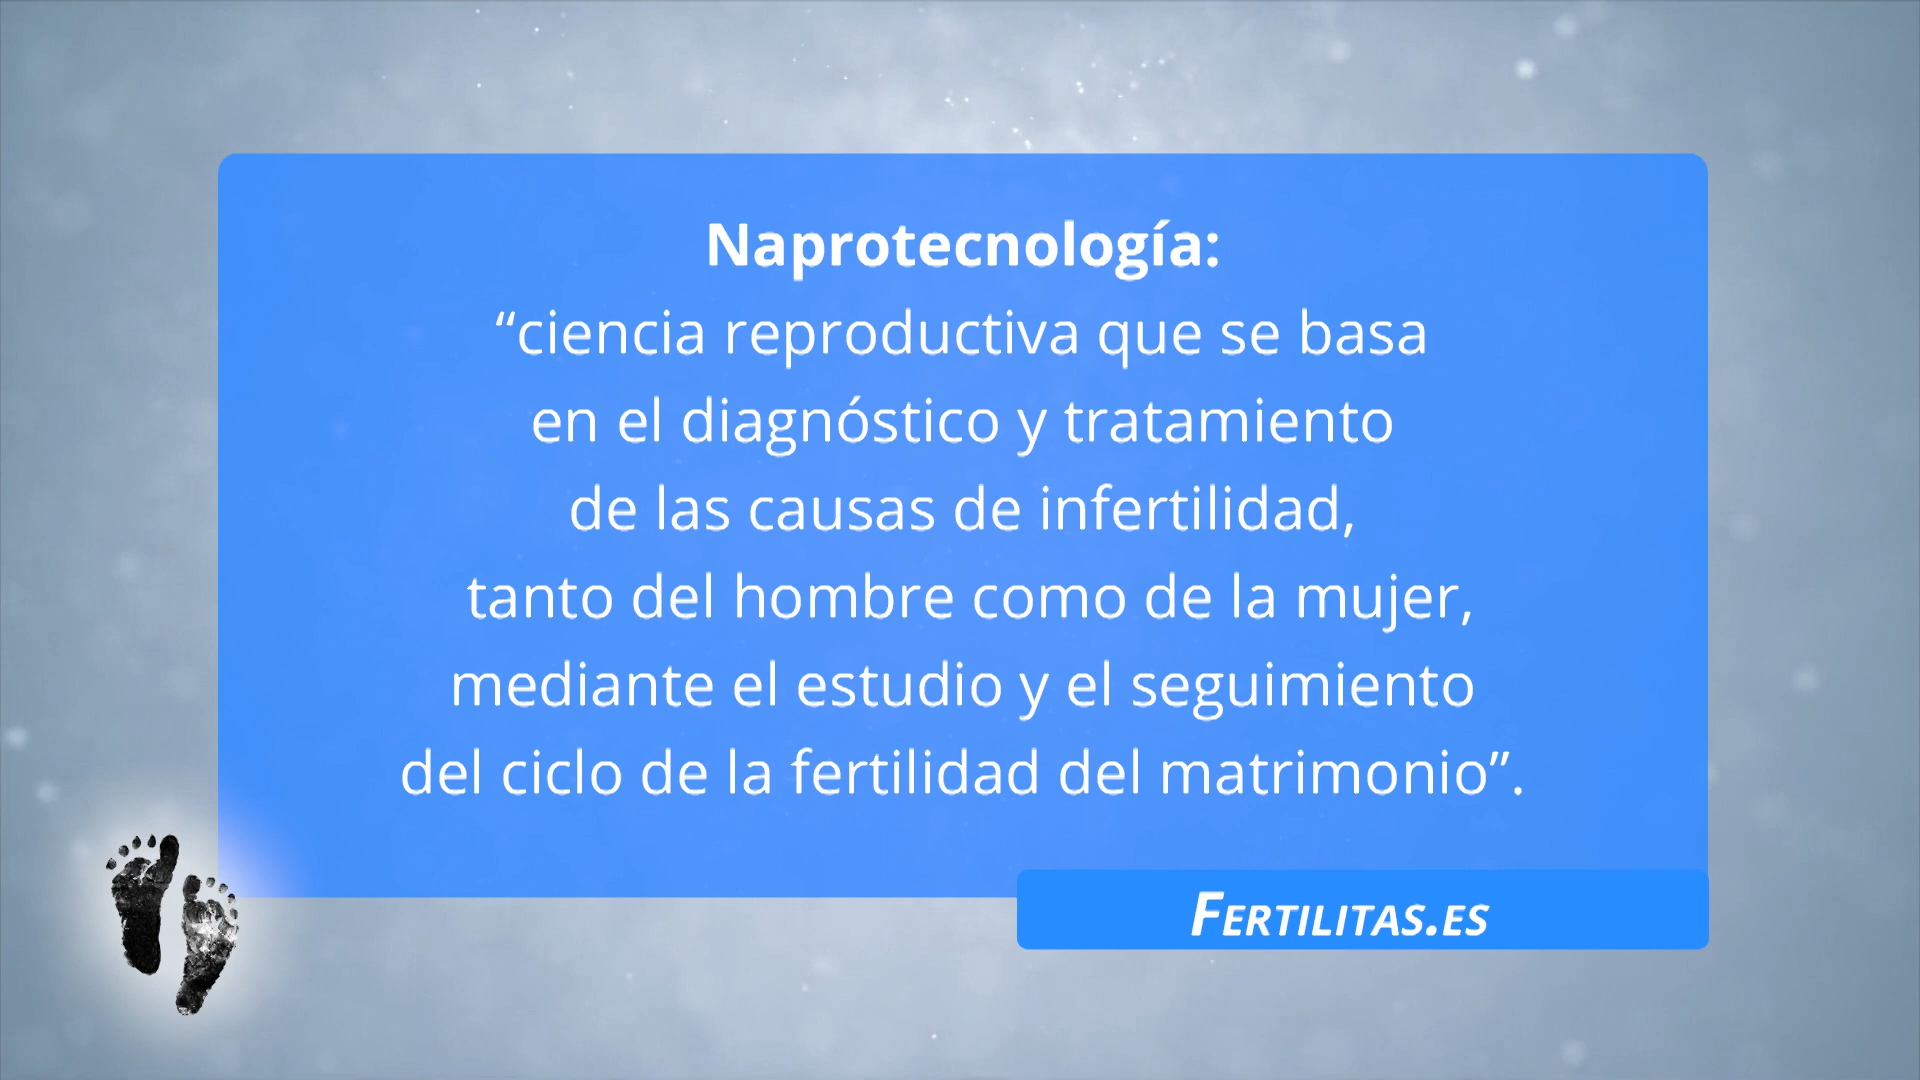 Naprotecnología:
“ciencia reproductiva que se basa
en el diagnóstico y tratamiento
de las causas de infertilidad,
tanto del hombre como de la mujer,
mediante el estudio y el seguimiento
del ciclo de la fertilidad del matrimonio”.
Fertilitas.es